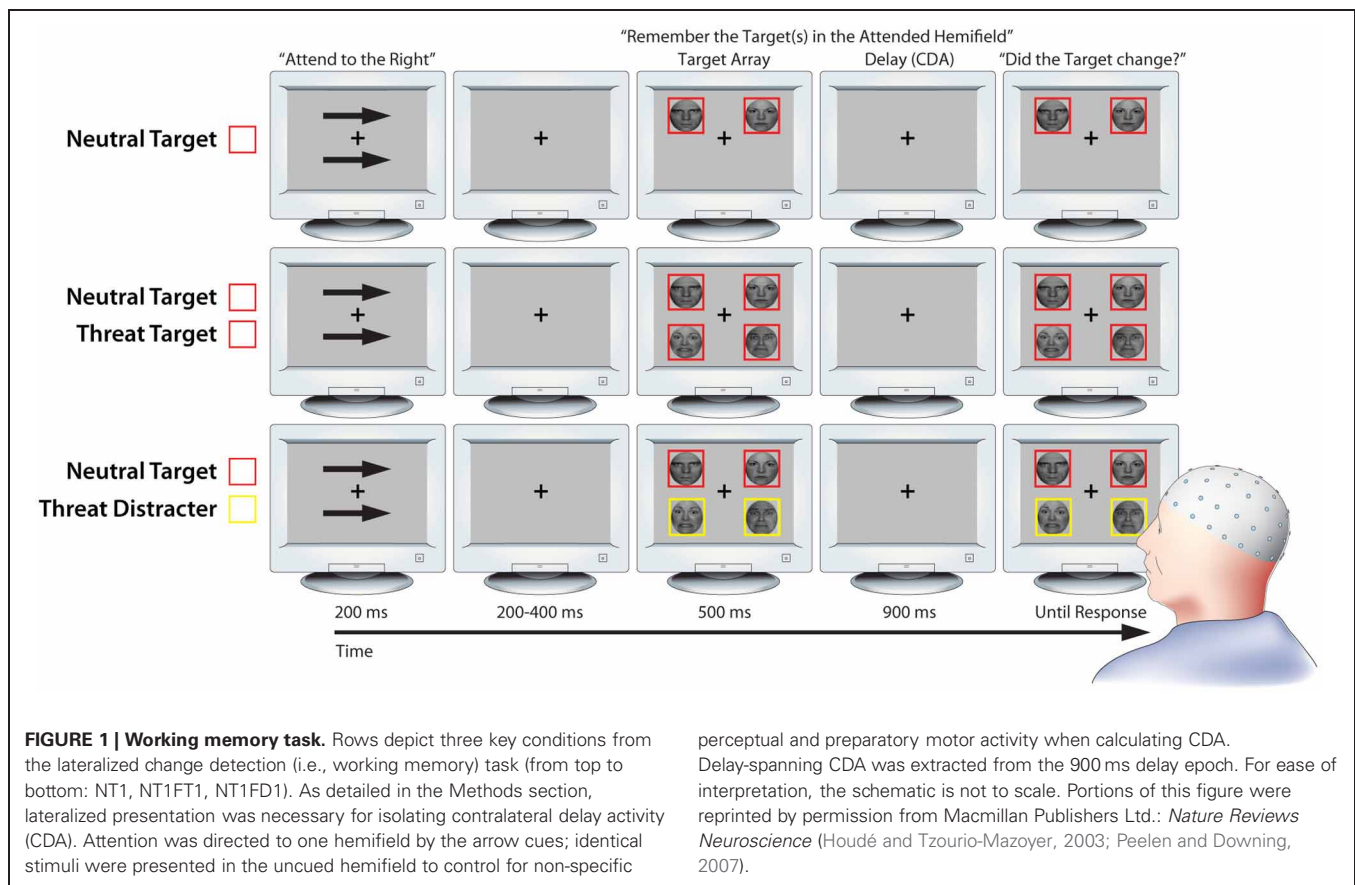 "Remember the Target(s) in the Attended Hemifield"
"Attend to the Right"
Target Array
Delay (CDA)
"Did the Target change?"
Neutral Target
Neutral Target
Threat Target
Neutral Target
Threat Distracter
200 ms
200-400 ms
500 ms
900 ms
Until Response
Time
FIGURE 1 | Working memory task. Rows depict three key conditions from
the lateralized change detection (i.e., working memory) task (from top to
bottom: NT1, NT1FT1, NT1FD1). As detailed in the Methods section,
lateralized presentation was necessary for isolating contralateral delay activity
(CDA). Attention was directed to one hemifield by the arrow cues; identical
stimuli were presented in the uncued hemifield to control for non-specific
perceptual and preparatory motor activity when calculating CDA.
Delay-spanning CDA was extracted from the 900 ms delay epoch. For ease of
interpretation, the schematic is not to scale. Portions of this figure were
reprinted by permission from Macmillan Publishers Ltd.: Nature Reviews
Neuroscience (Houdé and Tzourio-Mazoyer, 2003; Peelen and Downing,
2007).